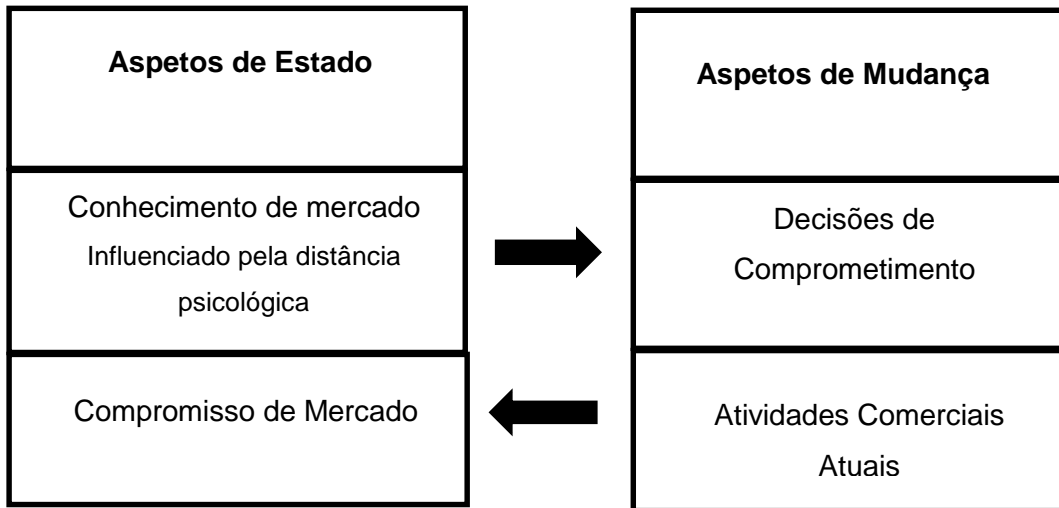 Aspetos de Estado
Conhecimento de mercado
Influenciado pela distância
psicológica
Compromisso de Mercado
Aspetos de Mudança
Decisões de
Comprometimento
Atividades Comerciais
Atuais